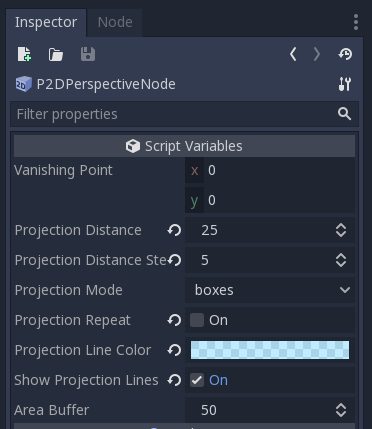 Inspector Node
P2DPerspectiveNode
Filter properties
Script Variables
Vanishing Point x 0
y 0
Projection Distance 25
Projection Distance Ste 5
Projection Mode boxes
Projection Repeat On
Projection Line Color
Show Projection Lines On
Area Buffer 50